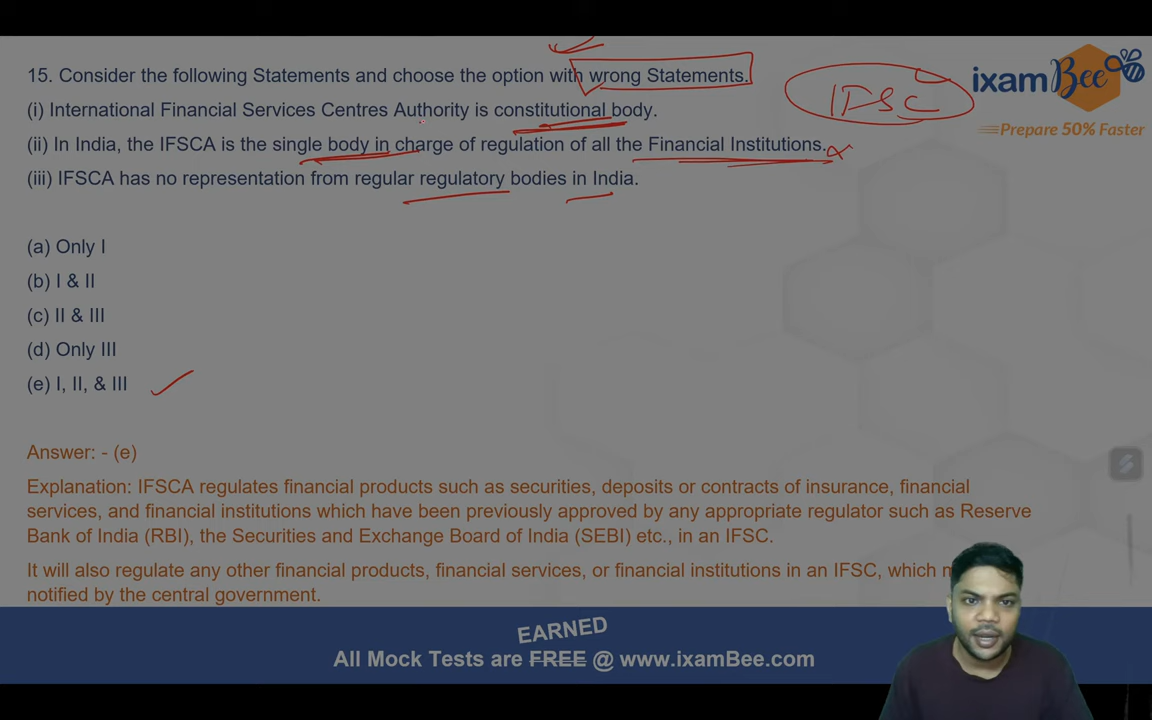 15. Consider the following Statements and choose the option with wrong Statements.
(i) International Financial Services Centres Authority is constitutional body.
(ii) In India, the IFSCA is the single body in charge of regulation of all the Financial Institutions.
(iii) IFSCA has no representation from regular regulatory bodies in India.
IFSC
ixamBee
Prepare 50% Faster
(a) Only I
(b) I & II
(c) II & III
(d) Only III
(e) I, II, & III
Answer: - (e)
Explanation: IFSCA regulates financial products such as securities, deposits or contracts of insurance, financial
services, and financial institutions which have been previously approved by any appropriate regulator such as Reserve
Bank of India (RBI), the Securities and Exchange Board of India (SEBI) etc., in an IFSC.
It will also regulate any other financial products, financial services, or financial institutions in an IFSC, which
notified by the central government.
EARNED
All Mock Tests are FREE @ www.ixamBee.com